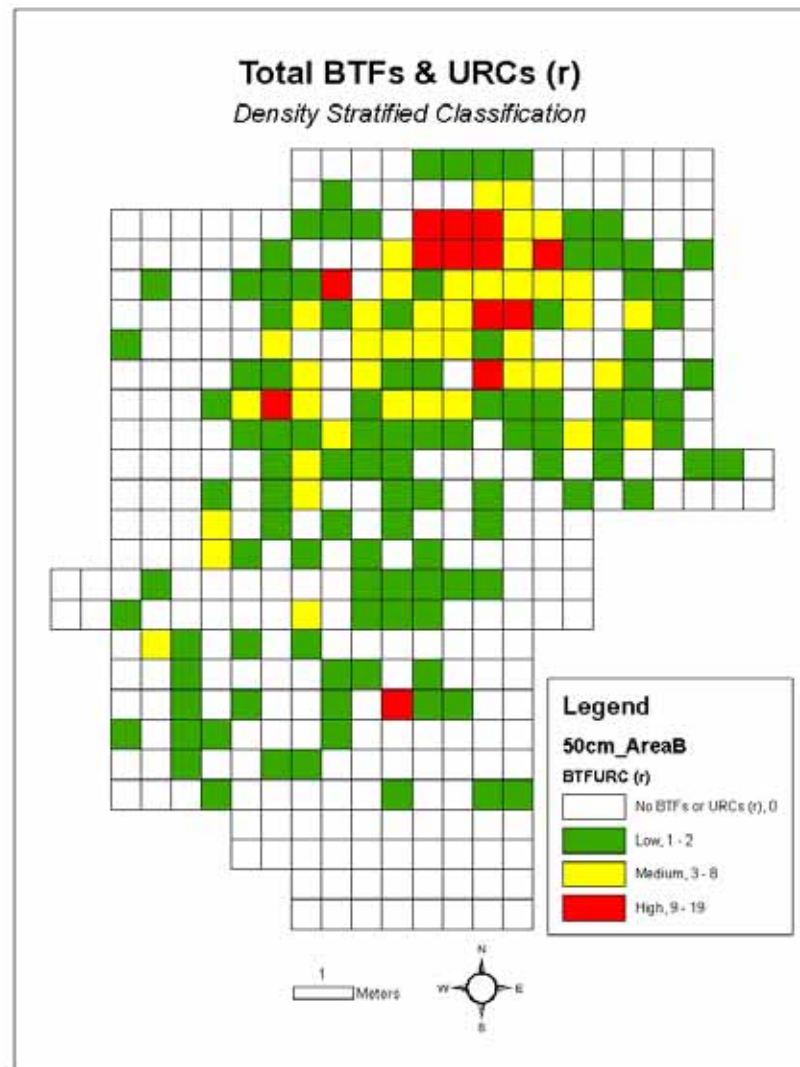 Total BTFs & URCs (r)
Density Stratified Classification
Legend
50cm_AreaB
BTFURC (r)
No BTFs or URCs (r), 0
Low, 1 - 2
Medium, 3 - 8
High, 9 - 19
1
Meters
N
W
E
S